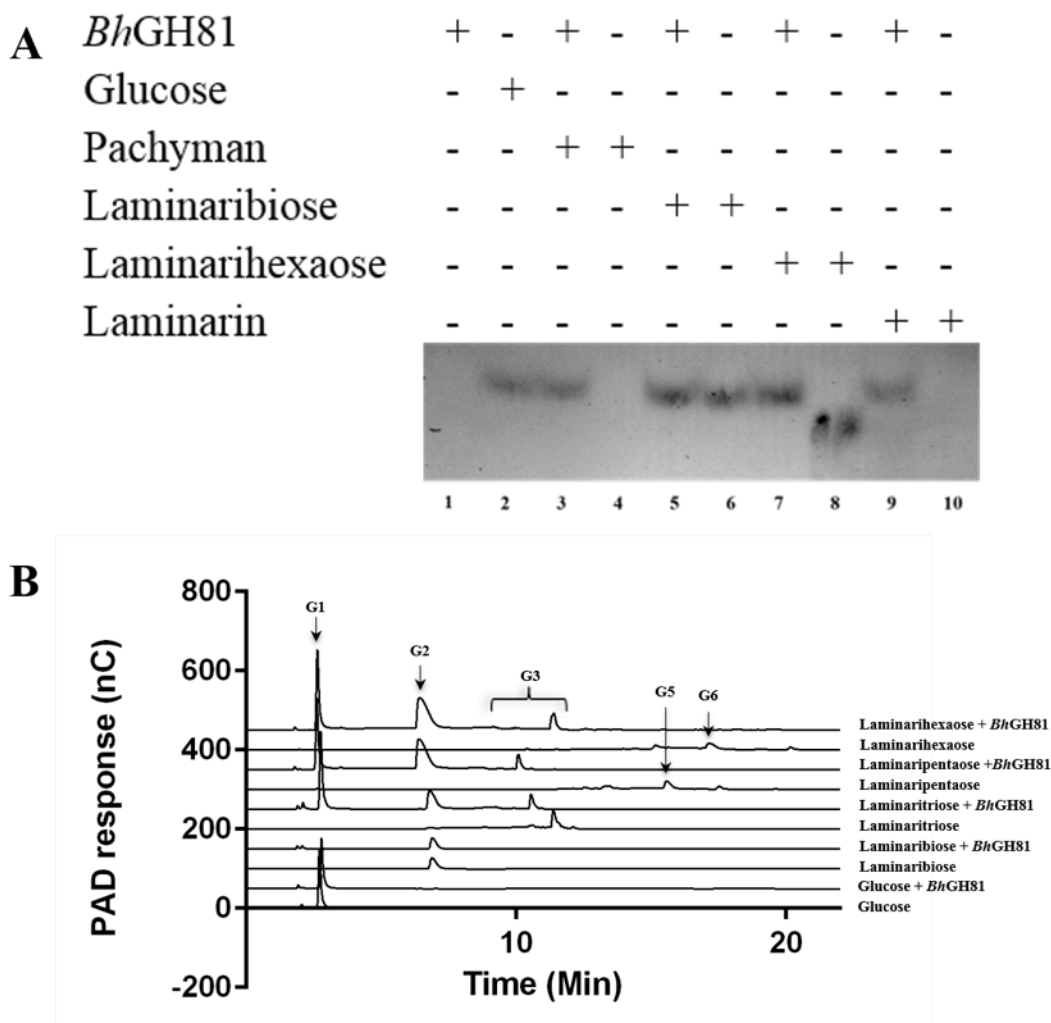 A
BhGH81 + - + - + - + - + -
Glucose - + - - - - - - - -
Pachyman - - + + - - - - - -
Laminaribiose - - - - + + - - - -
Laminarihexaose - - - - - - + + - -
Laminarin - - - - - - - - + +
1 2 3 4 5 6 7 8 9 10
B
800
G1
600
G2
G3
G5
G6
Laminarihexaose + BhGH81
400
Laminarihexaose
Laminaripentaose +BhGH81
Laminaripentaose
Laminaritriose + BhGH81
200
Laminaritriose
Laminaribiose + BhGH81
Laminaribiose
Glucose + BhGH81
0
Glucose
-200
10
20
PAD response (nC)
Time (Min)